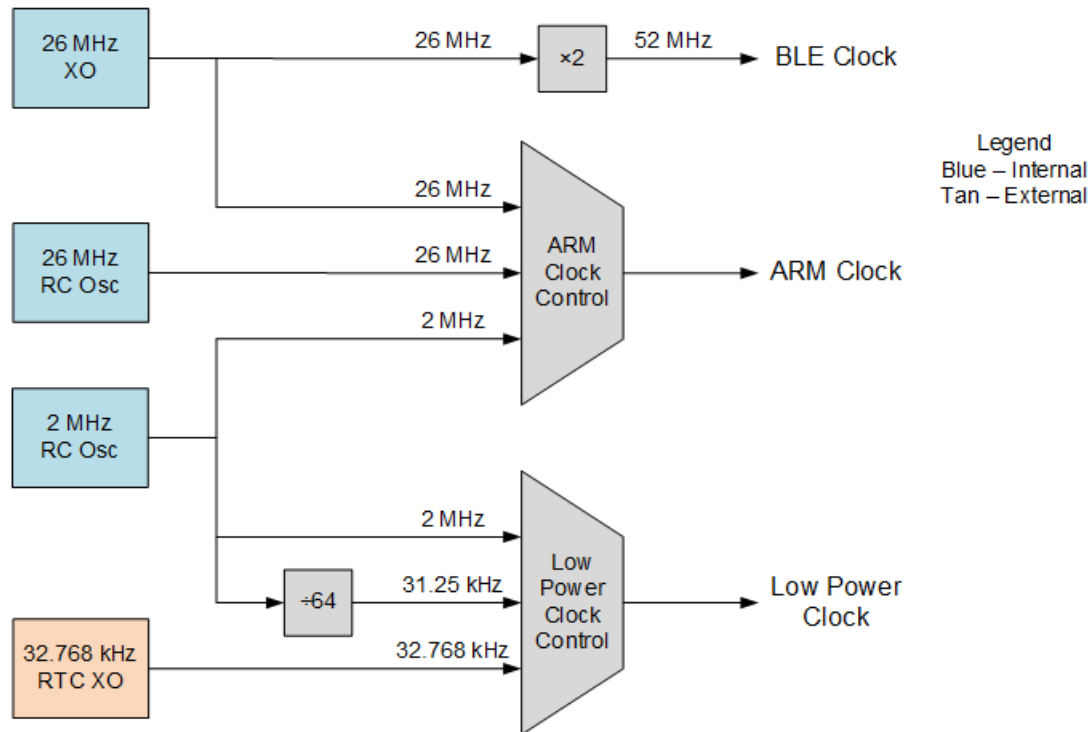 26 MHz
XO
26 MHz
×2
52 MHz
BLE Clock
Legend
Blue – Internal
Tan – External
26 MHz
26 MHz
RC Osc
26 MHz
ARM
Clock
Control
ARM Clock
2 MHz
2 MHz
RC Osc
2 MHz
÷64
31.25 kHz
Low
Power
Clock
Control
Low Power
Clock
32.768 kHz
RTC XO
32.768 kHz